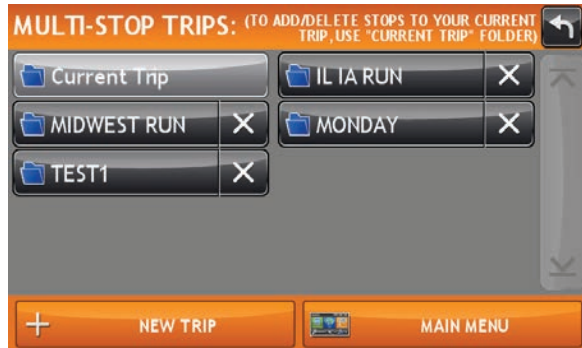 MULTI-STOP TRIPS: (TO ADD/DELETE STOPS TO YOUR CURRENT
TRIP, USE "CURRENT TRIP" FOLDER)
Current Trip
IL IA RUN
MIDWEST RUN
MONDAY
TEST1
NEW TRIP
MAIN MENU